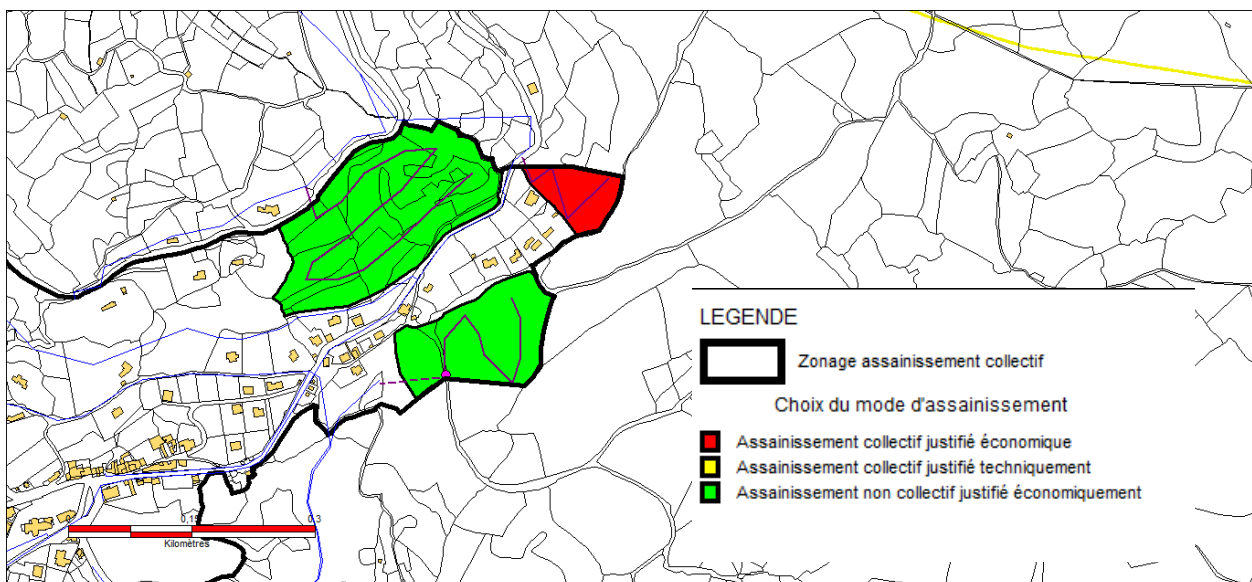 LEGENDE
Zonage assainissement collectif
Choix du mode d'assainissement
Assainissement collectif justifié économique
Assainissement collectif justifié techniquement
Assainissement non collectif justifié économiquement
0 0,15 0,3
Kilomètres